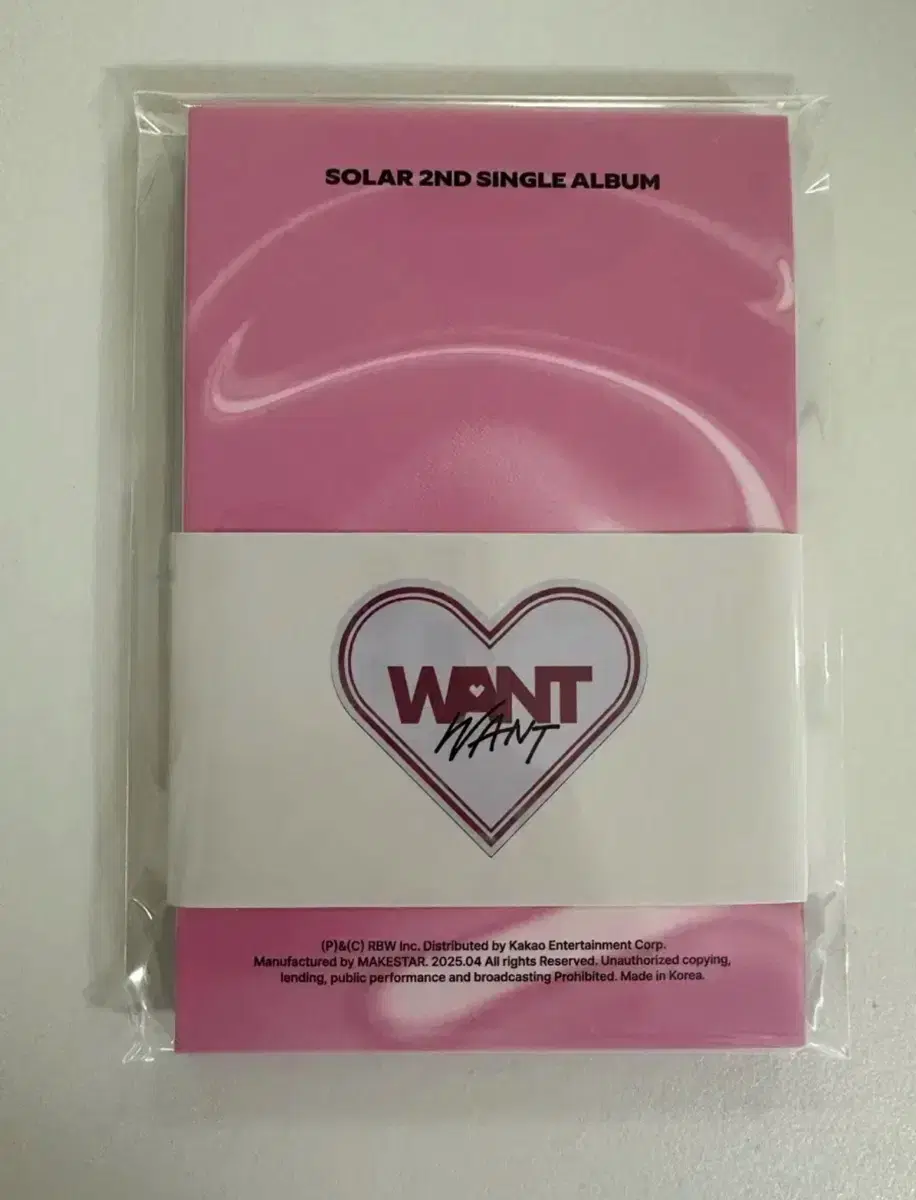 SOLAR 2ND SINGLE ALBUM
WANT
WANT
(P)&(C) RBW Inc. Distributed by Kakao Entertainment Corp.
Manufactured by MAKESTAR. 2025.04 All rights Reserved. Unauthorized copying,
lending, public performance and broadcasting Prohibited. Made in Korea.